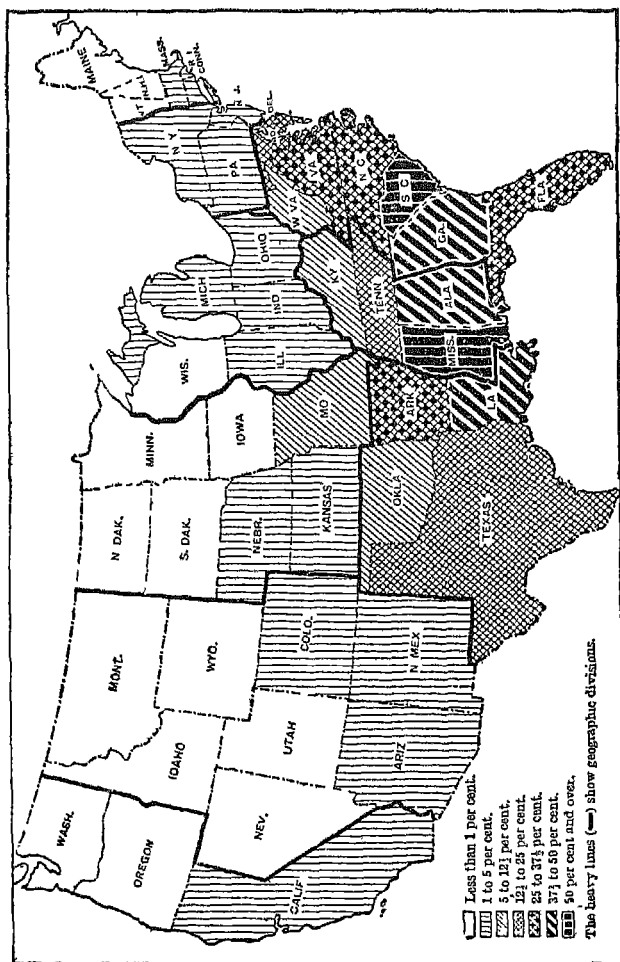 WASH.
OREGON
CALIF
NEV.
IDAHO
MONT.
WYO.
UTAH
COLO.
ARIZ
N MEX
N DAK.
S. DAK.
NEBR.
KANSAS
OKLA
TEXAS
MINN.
IOWA
MO
ARK
LA
WIS.
ILL
MICH
IND
OHIO
KY
TENN
MISS.
ALA
GA.
FLA
S C
N C
VA
W VA
MD.
DEL.
PA
N. J.
N Y
CONN.
R I
MASS.
VT
N.H.
MAINE
Less than 1 per cent.
1 to 5 per cent.
5 to 12½ per cent.
12½ to 25 per cent.
25 to 37½ per cent.
37½ to 50 per cent.
50 per cent and over.
The heavy lines (━) show geographic divisions.